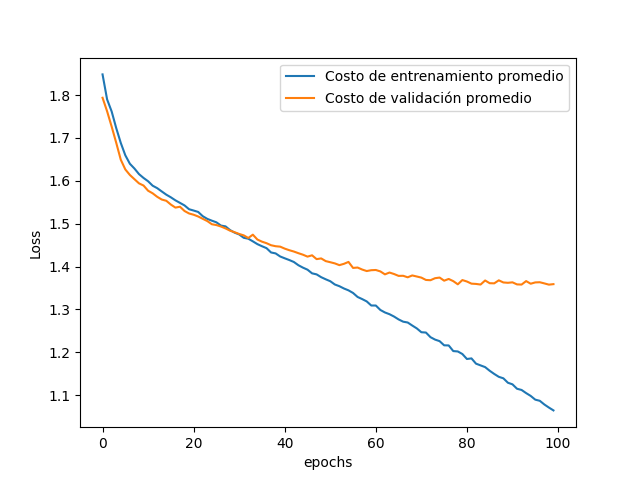 Costo de entrenamiento promedio
Costo de validación promedio
1.8
1.7
1.6
1.5
1.4
1.3
1.2
1.1
Loss
0 20 40 60 80 100
epochs